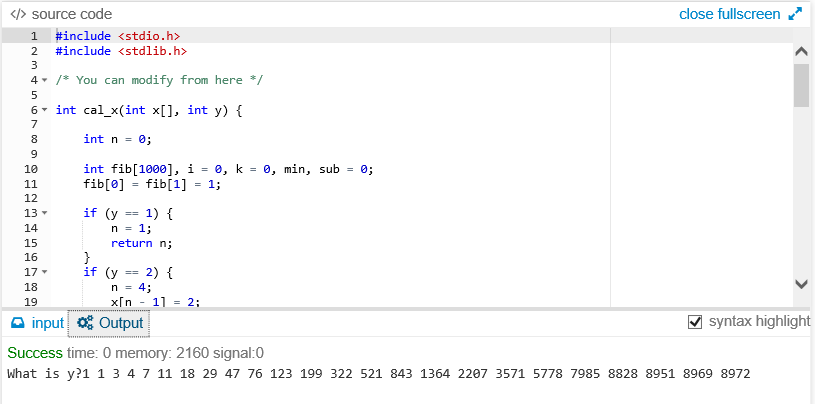 </> source code close fullscreen
1 #include <stdio.h>
2 #include <stdlib.h>
3
4 /* You can modify from here */
5
6 int cal_x(int x[], int y) {
7
8 int n = 0;
9
10 int fib[1000], i = 0, k = 0, min, sub = 0;
11 fib[0] = fib[1] = 1;
12
13 if (y == 1) {
14 n = 1;
15 return n;
16 }
17 if (y == 2) {
18 n = 4;
19 x[n - 1] = 2;
input Output syntax highlight
Success time: 0 memory: 2160 signal:0
What is y?1 1 3 4 7 11 18 29 47 76 123 199 322 521 843 1364 2207 3571 5778 7985 8828 8951 8969 8972